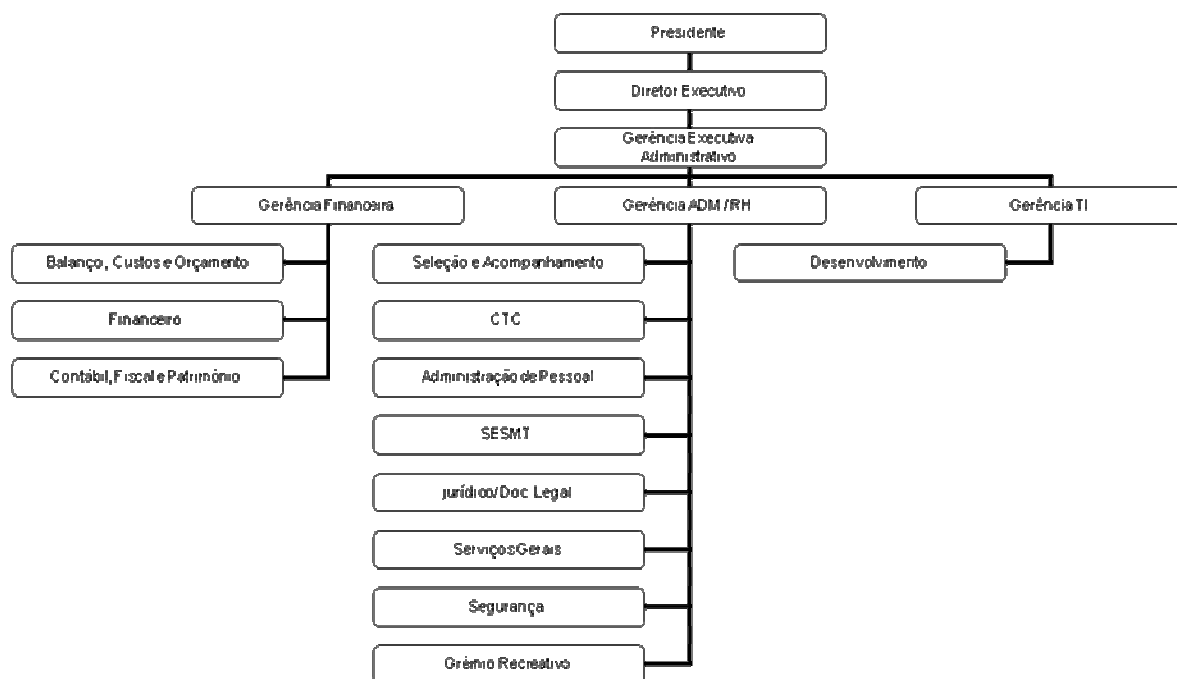 Presidente
Diretor Executivo
Gerência Executiva
Administrativo
Gerência Financeira
Gerência ADM / RH
Gerência TI
Balanço, Custos e Orçamento
Seleção e Acompanhamento
Desenvolvimento
Financeiro
CTC
Contábil, Fiscal e Patrimônio
Administração de Pessoal
SESMT
Jurídico/Doc. Legal
Serviços Gerais
Segurança
Grêmio Recreativo